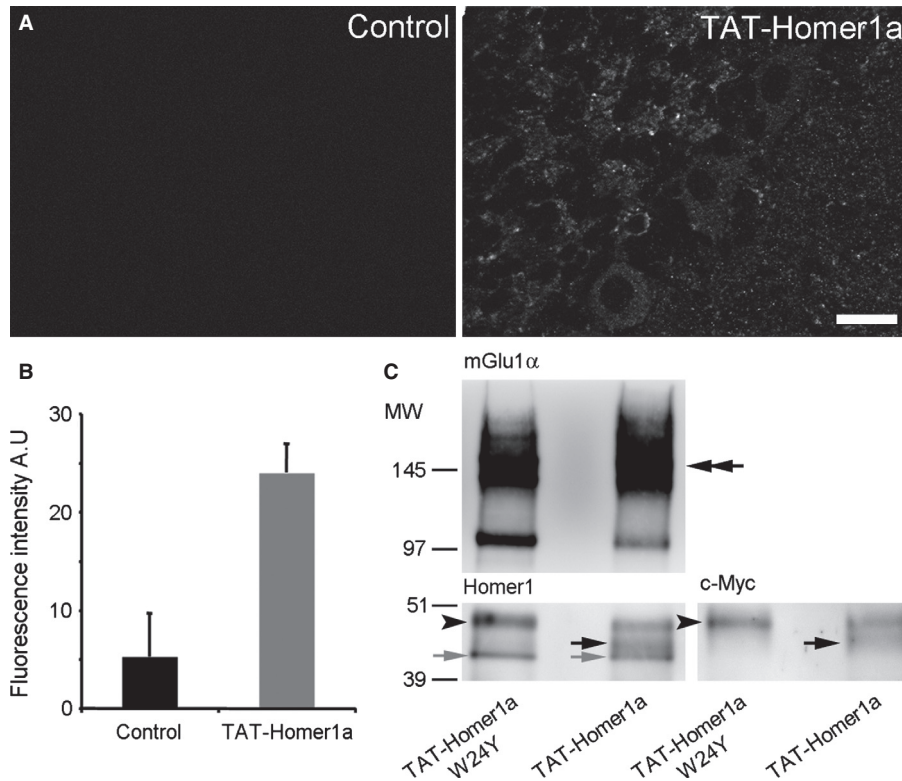 A
Control
TAT-Homer1a
B
Fluorescence intensity A.U
30
20
10
0
Control
TAT-Homer1a
C
mGlu1α
MW
145
97
Homer1
c-Myc
51
39
TAT-Homer1a
W24Y
TAT-Homer1a
TAT-Homer1a
W24Y
TAT-Homer1a